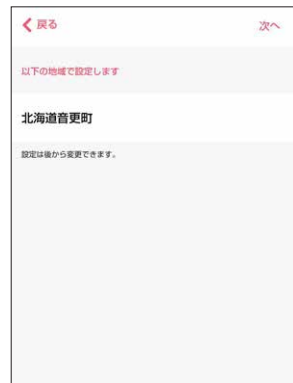 戻る
次へ
以下の地域で設定します
北海道音更町
設定は後から変更できます。